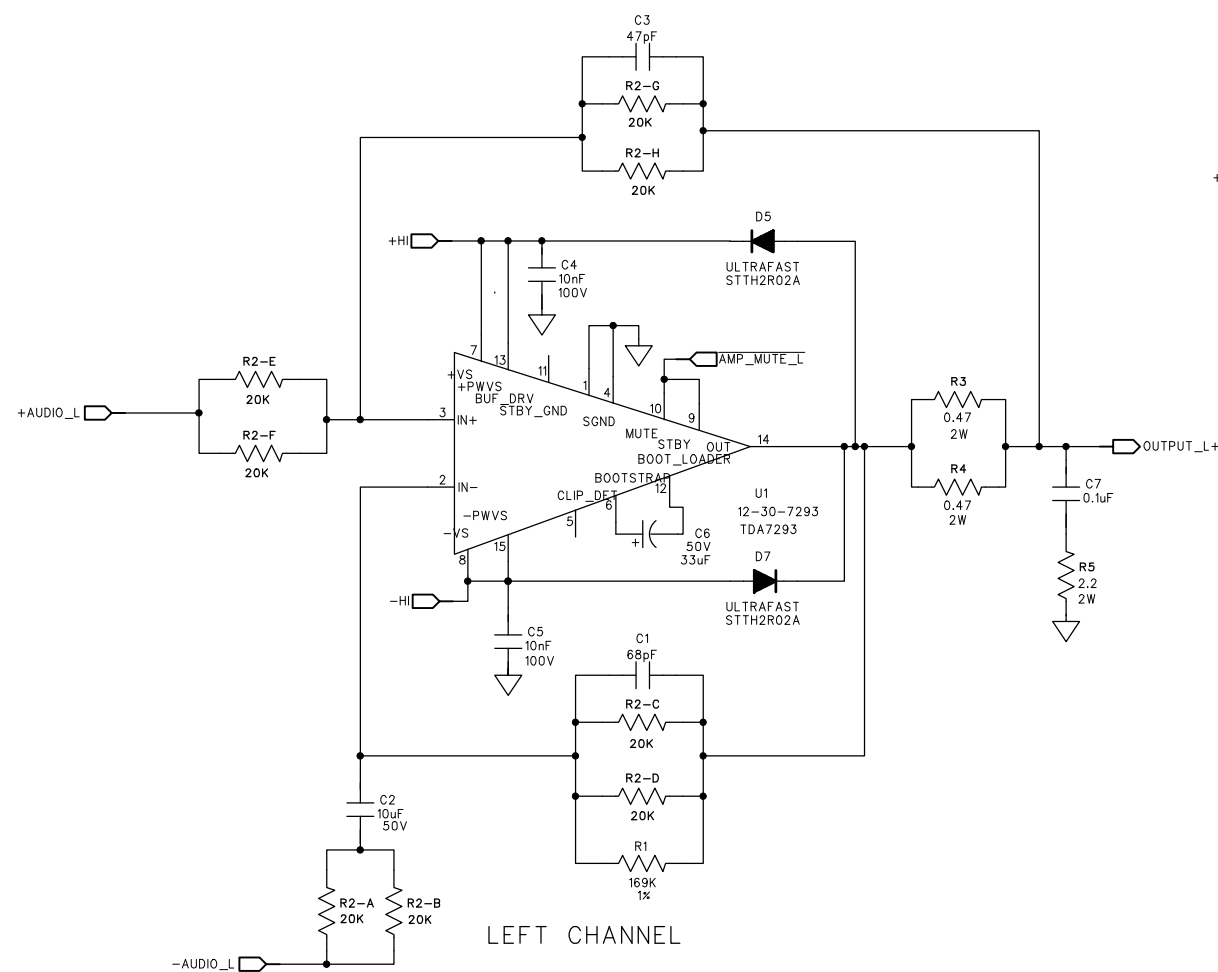 C3
47pF
R2-G
20K
R2-H
20K
+
D5
+HI
ULTRAFAST
STTH2R02A
C4
10nF
100V
AMP_MUTE_L
7
13
11
1
4
10
9
+VS
+PWVS
BUF_DRV
STBY_GND
SGND
MUTE
STBY
OUT
14
BOOT_LOADER
BOOTSTRAP
12
CLIP_DET
6
5
R2-E
20K
+AUDIO_L
R2-F
20K
3
IN+
2
IN-
-PWVS
-VS
15
8
U1
12-30-7293
TDA7293
+
C6
50V
33uF
R3
0.47
2W
R4
0.47
2W
OUTPUT_L+
C7
0.1uF
R5
2.2
2W
D7
-HI
ULTRAFAST
STTH2R02A
C5
10nF
100V
C1
68pF
R2-C
20K
R2-D
20K
R1
169K
1%
C2
10uF
50V
R2-A
20K
R2-B
20K
-AUDIO_L
LEFT CHANNEL